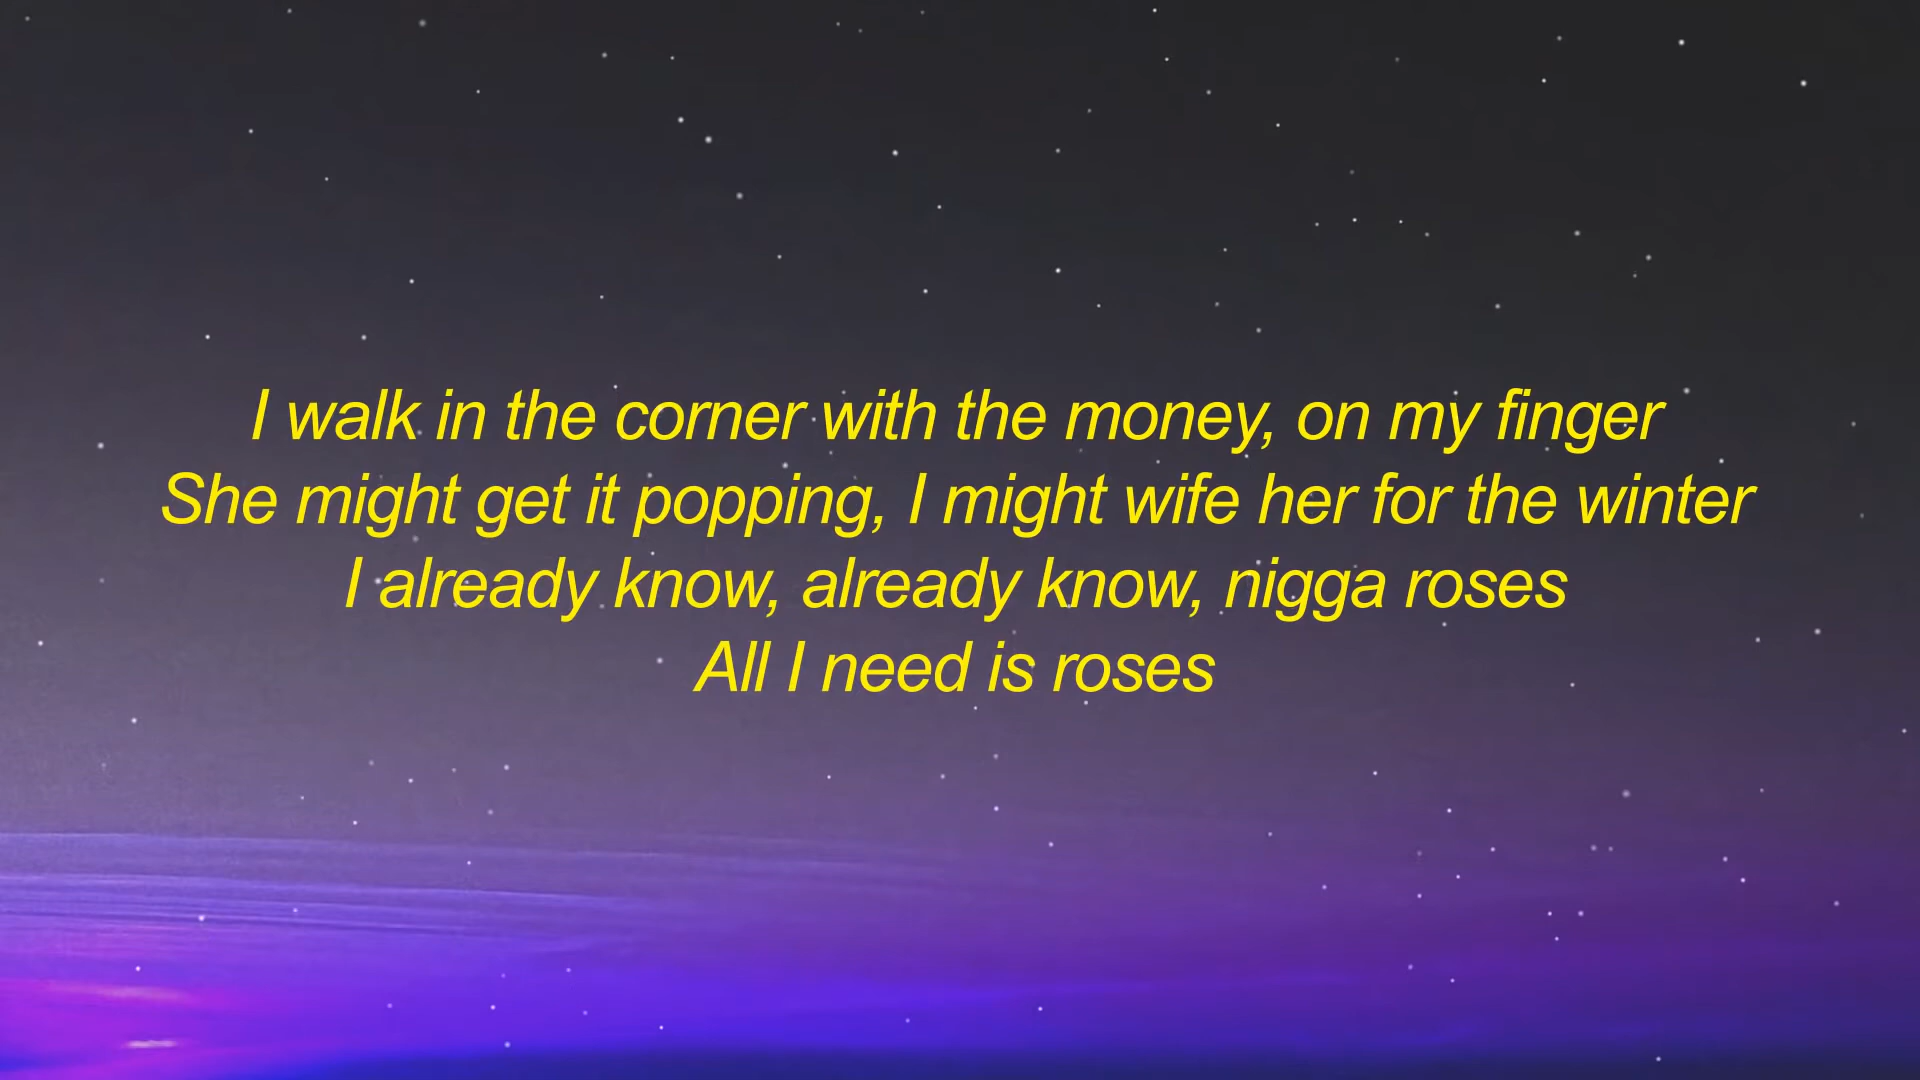 I walk in the corner with the money, on my finger
She might get it popping, I might wife her for the winter
I already know, already know, nigga roses
All I need is roses